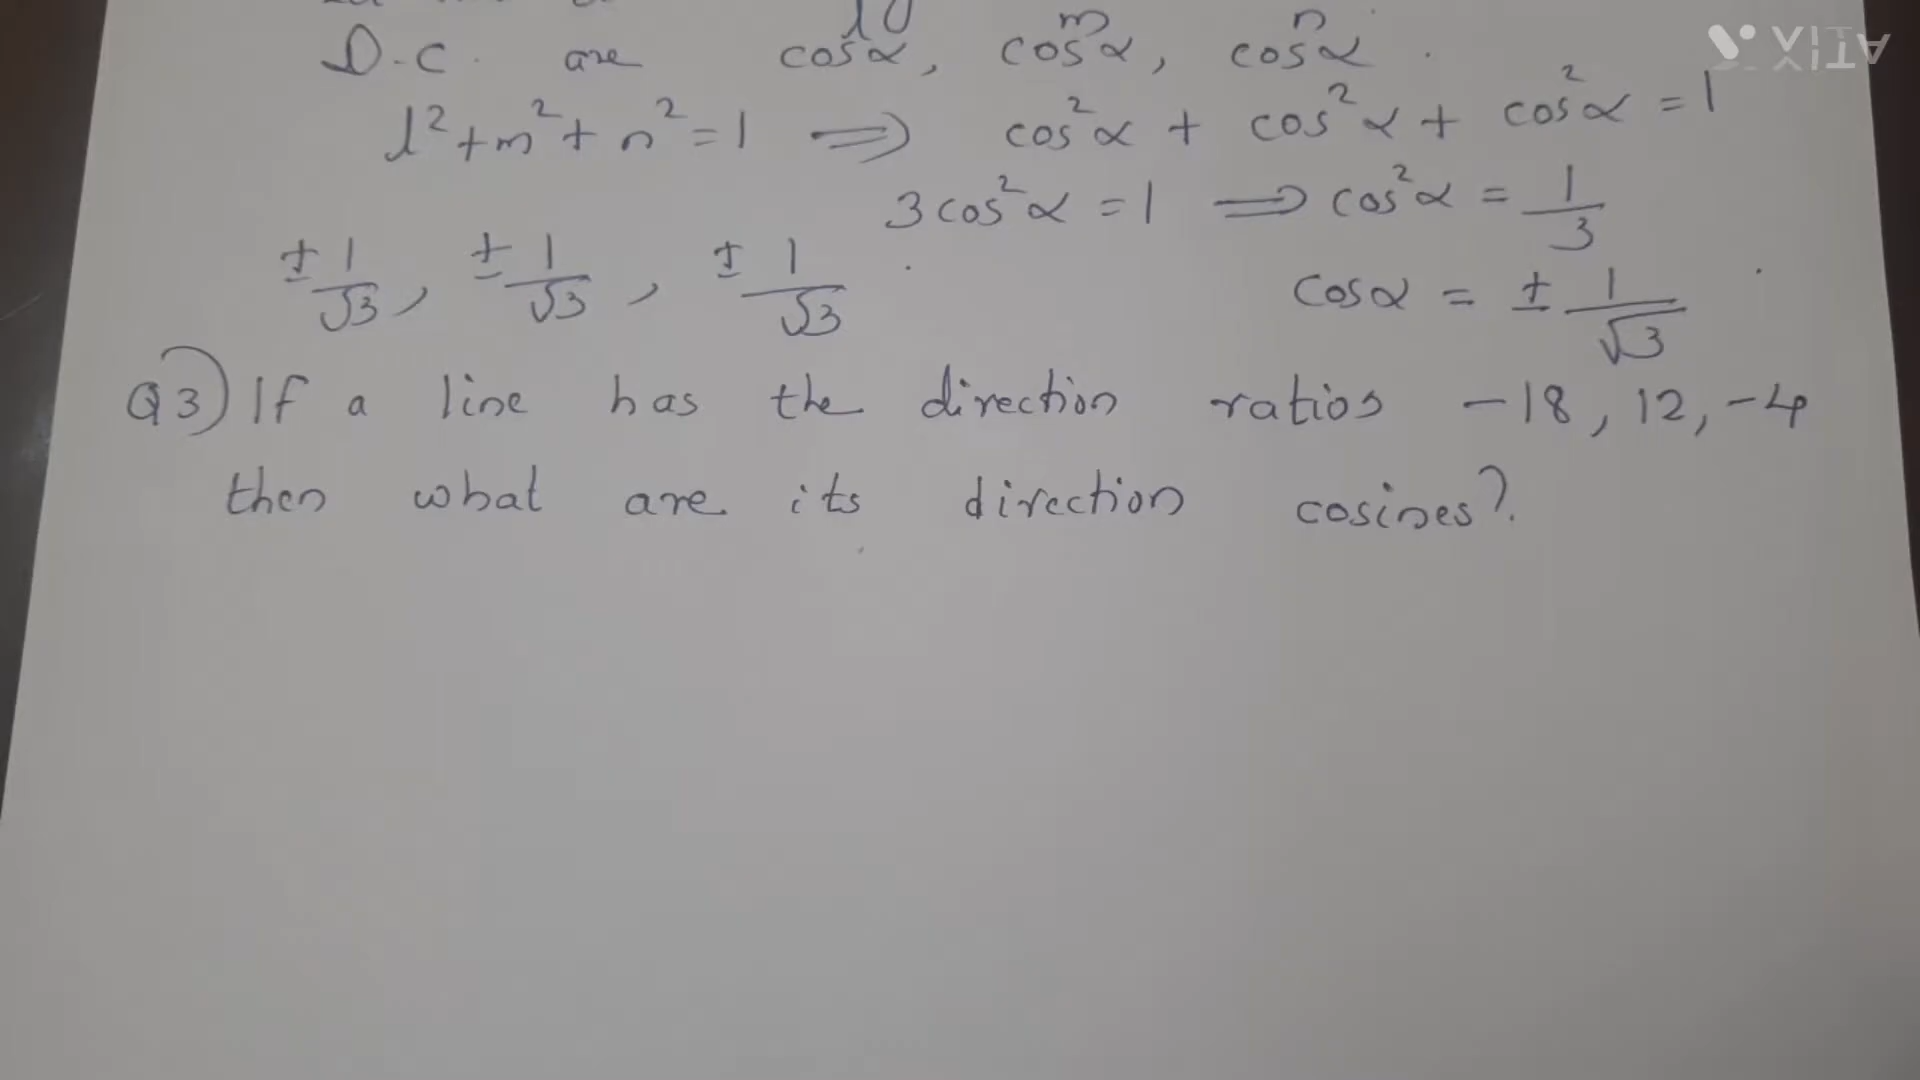 l m n
D.C. are cosα, cosα, cosα.
l²+m²+n²=1 ⟹ cos²α + cos²α + cos²α = 1
3cos²α = 1 ⟹ cos²α = 1/3
±1/√3, ±1/√3, ±1/√3.
cosα = ±1/√3.
Q3) If a line has the direction ratios -18, 12, -4
then what are its direction cosines?
VITA